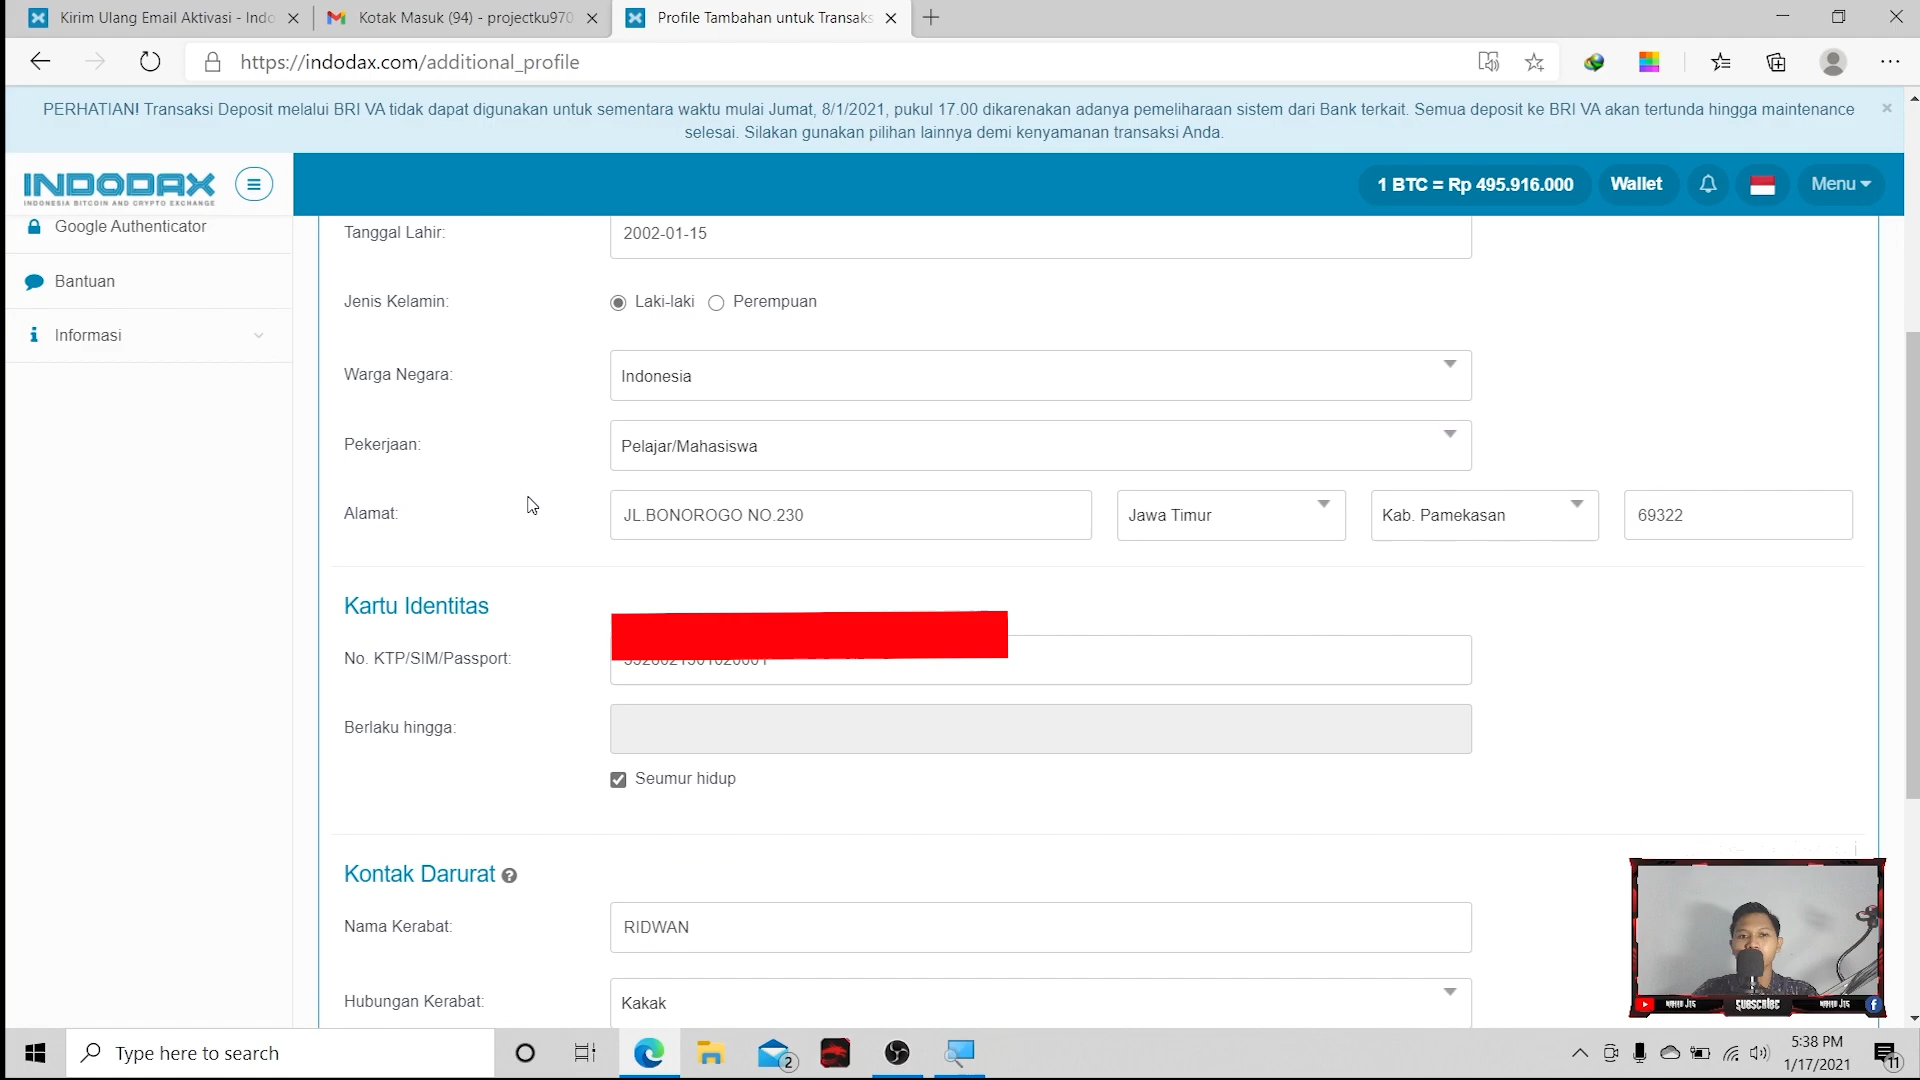 Kirim Ulang Email Aktivasi - Indo
Kotak Masuk (94) - projectku970
Profile Tambahan untuk Transaks
https://indodax.com/additional_profile
PERHATIAN! Transaksi Deposit melalui BRI VA tidak dapat digunakan untuk sementara waktu mulai Jumat, 8/1/2021, pukul 17.00 dikarenakan adanya pemeliharaan sistem dari Bank terkait. Semua deposit ke BRI VA akan tertunda hingga maintenance
selesai. Silakan gunakan pilihan lainnya demi kenyamanan transaksi Anda.
INDODAX
INDONESIA BITCOIN AND CRYPTO EXCHANGE
1 BTC = Rp 495.916.000
Wallet
Menu
Google Authenticator
Bantuan
Informasi
Tanggal Lahir:
2002-01-15
Jenis Kelamin:
Laki-laki
Perempuan
Warga Negara:
Indonesia
Pekerjaan:
Pelajar/Mahasiswa
Alamat:
JL.BONOROGO NO.230
Jawa Timur
Kab. Pamekasan
69322
Kartu Identitas
No. KTP/SIM/Passport:
Berlaku hingga:
Seumur hidup
Kontak Darurat
Nama Kerabat:
RIDWAN
Hubungan Kerabat:
Kakak
SUBSCRIBE
Type here to search
2
5:38 PM
1/17/2021
11